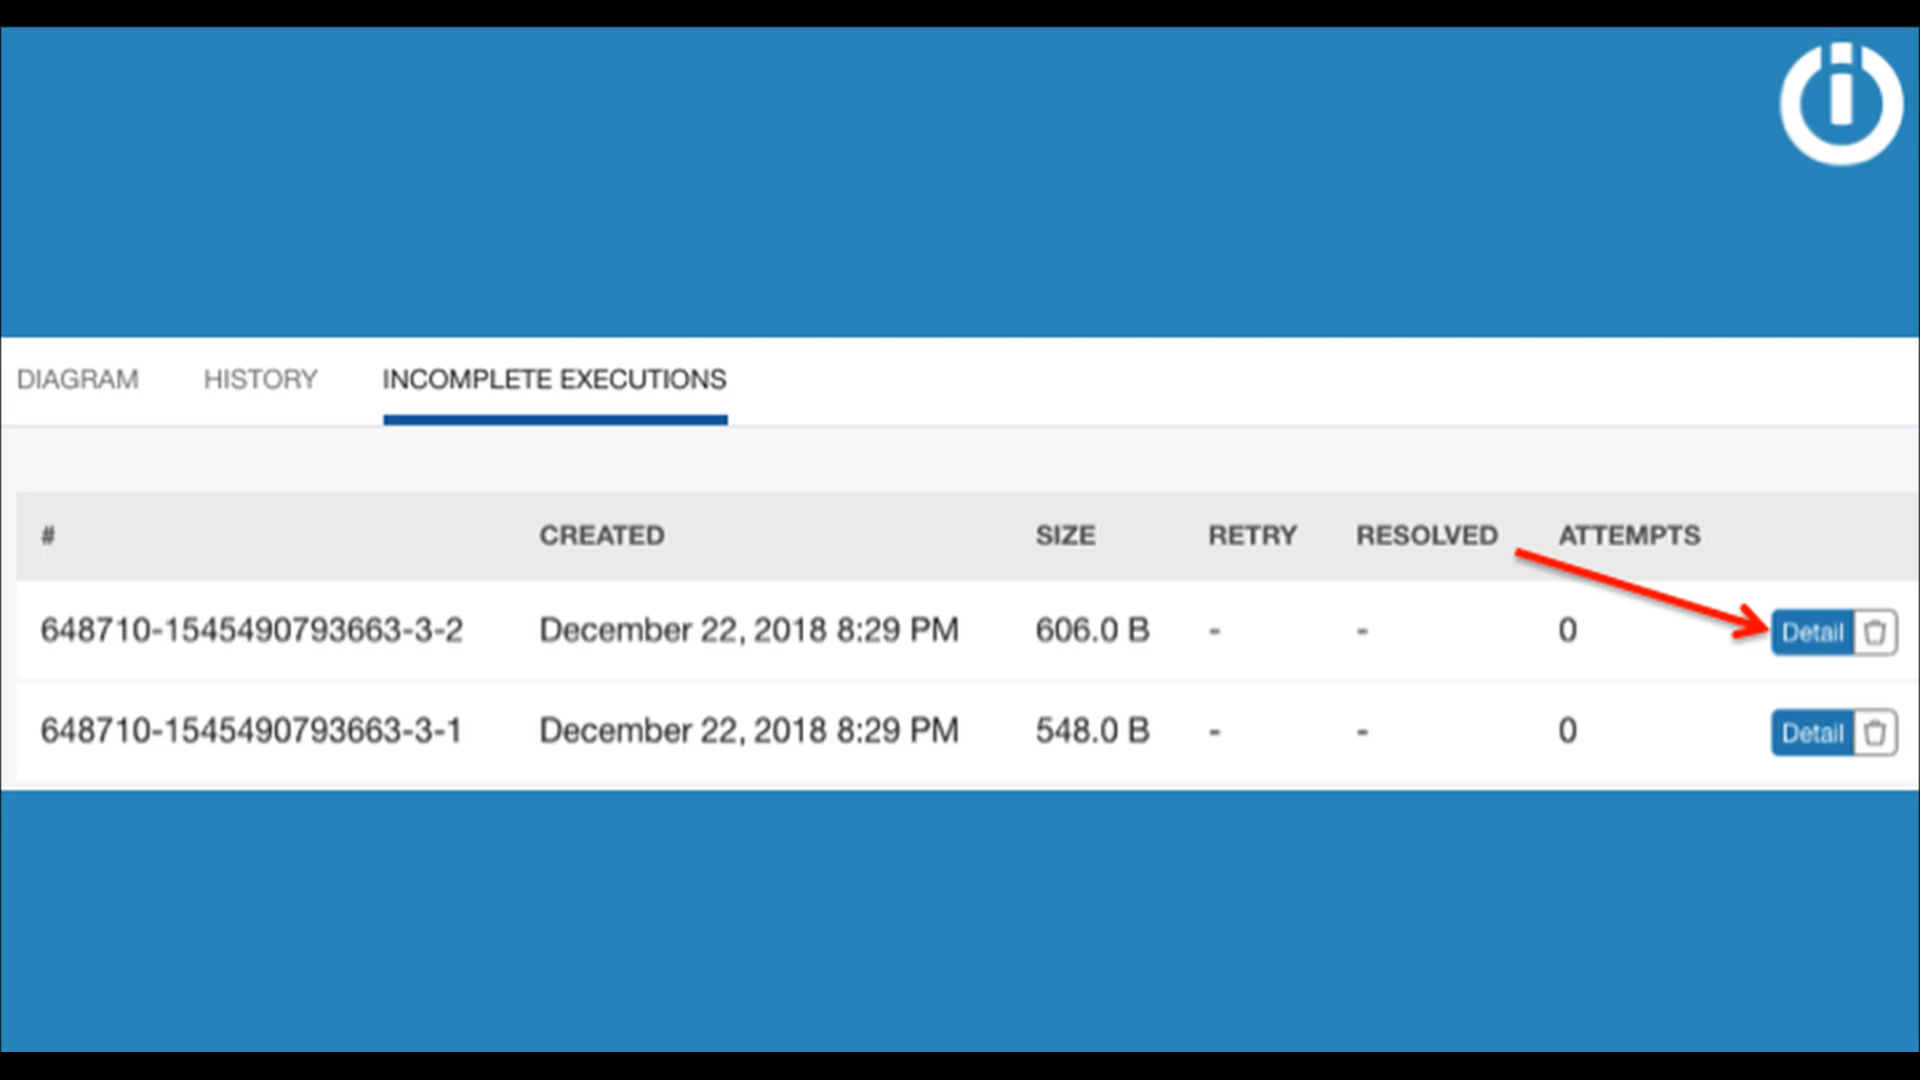 DIAGRAM HISTORY INCOMPLETE EXECUTIONS
# CREATED SIZE RETRY RESOLVED ATTEMPTS
648710-1545490793663-3-2 December 22, 2018 8:29 PM 606.0 B - - 0 Detail
648710-1545490793663-3-1 December 22, 2018 8:29 PM 548.0 B - - 0 Detail